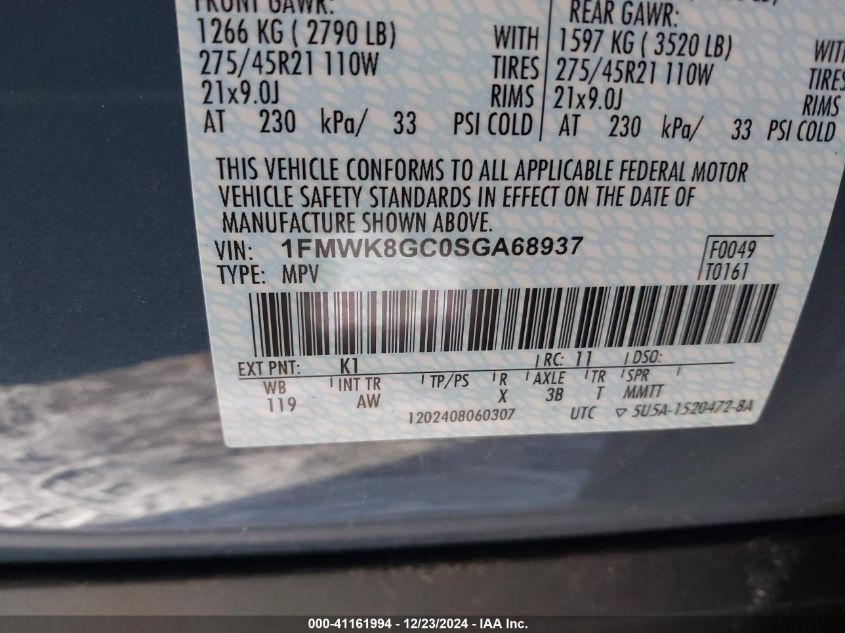 FRONT GAWR:
REAR GAWR:
1266 KG ( 2790 LB) WITH 1597 KG ( 3520 LB) WITH
275/45R21 110W TIRES 275/45R21 110W TIRES
21x9.0J RIMS 21x9.0J RIMS
AT 230 kPa/ 33 PSI COLD AT 230 kPa/ 33 PSI COLD
THIS VEHICLE CONFORMS TO ALL APPLICABLE FEDERAL MOTOR
VEHICLE SAFETY STANDARDS IN EFFECT ON THE DATE OF
MANUFACTURE SHOWN ABOVE.
VIN: 1FMWK8GC0SGA68937 F0049
TYPE: MPV T0161
EXT PNT: K1 RC: 11 DSO:
WB INT TR TP/PS R AXLE TR SPR
119 AW X 3B T MMTT
1202408060307 UTC ▽ 5U5A-1520472-BA
000-41161994 - 12/23/2024 - IAA Inc.